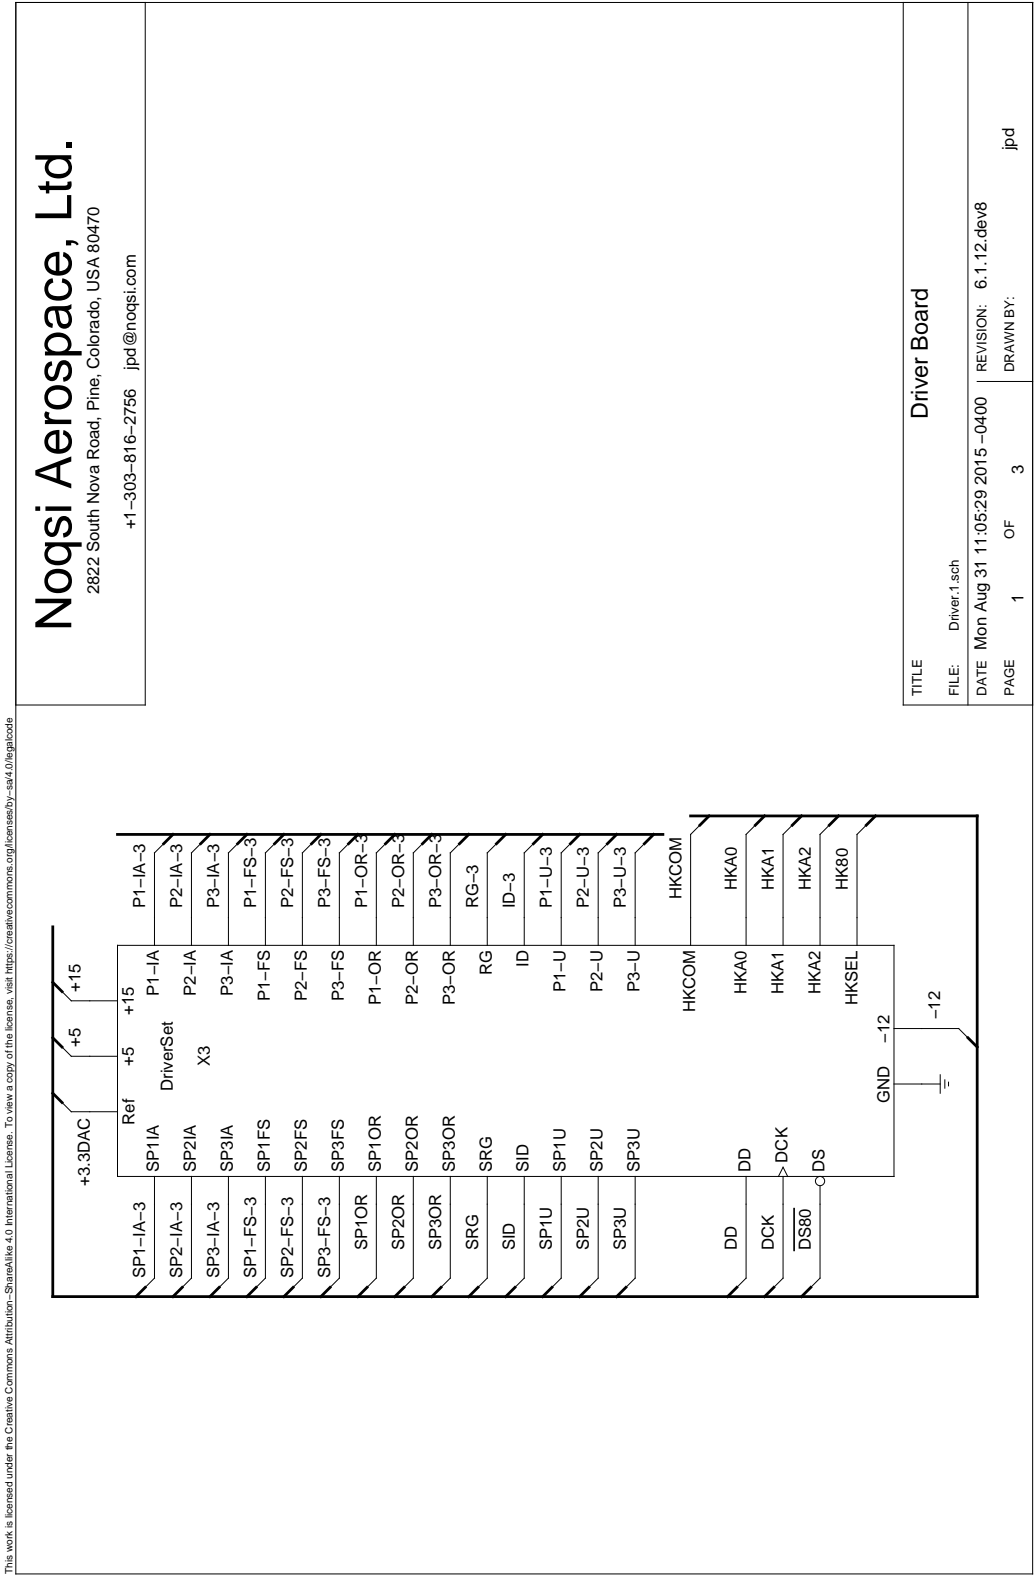 This work is licensed under the Creative Commons Attribution−ShareAlike 4.0 International License. To view a copy of the license, visit https://creativecommons.org/licenses/by−sa/4.0/legalcode
Noqsi Aerospace, Ltd.
2822 South Nova Road, Pine, Colorado, USA 80470
+1−303−816−2756 jpd@noqsi.com
+3.3DAC
+5
+15
Ref
+5
+15
DriverSet
X3
SP1−IA−3 SP1IA P1−IA P1−IA−3
SP2−IA−3 SP2IA P2−IA P2−IA−3
SP3−IA−3 SP3IA P3−IA P3−IA−3
SP1−FS−3 SP1FS P1−FS P1−FS−3
SP2−FS−3 SP2FS P2−FS P2−FS−3
SP3−FS−3 SP3FS P3−FS P3−FS−3
SP1OR SP1OR P1−OR P1−OR−3
SP2OR SP2OR P2−OR P2−OR−3
SP3OR SP3OR P3−OR P3−OR−3
SRG SRG RG RG−3
SID SID ID ID−3
SP1U SP1U P1−U P1−U−3
SP2U SP2U P2−U P2−U−3
SP3U SP3U P3−U P3−U−3
HKCOM HKCOM
DD DD HKA0 HKA0
DCK DCK HKA1 HKA1
DS80 DS HKA2 HKA2
HKSEL HK80
GND −12
−12
TITLE
Driver Board
FILE: Driver.1.sch
DATE Mon Aug 31 11:05:29 2015 −0400 REVISION: 6.1.12.dev8
PAGE 1 OF 3 DRAWN BY: jpd